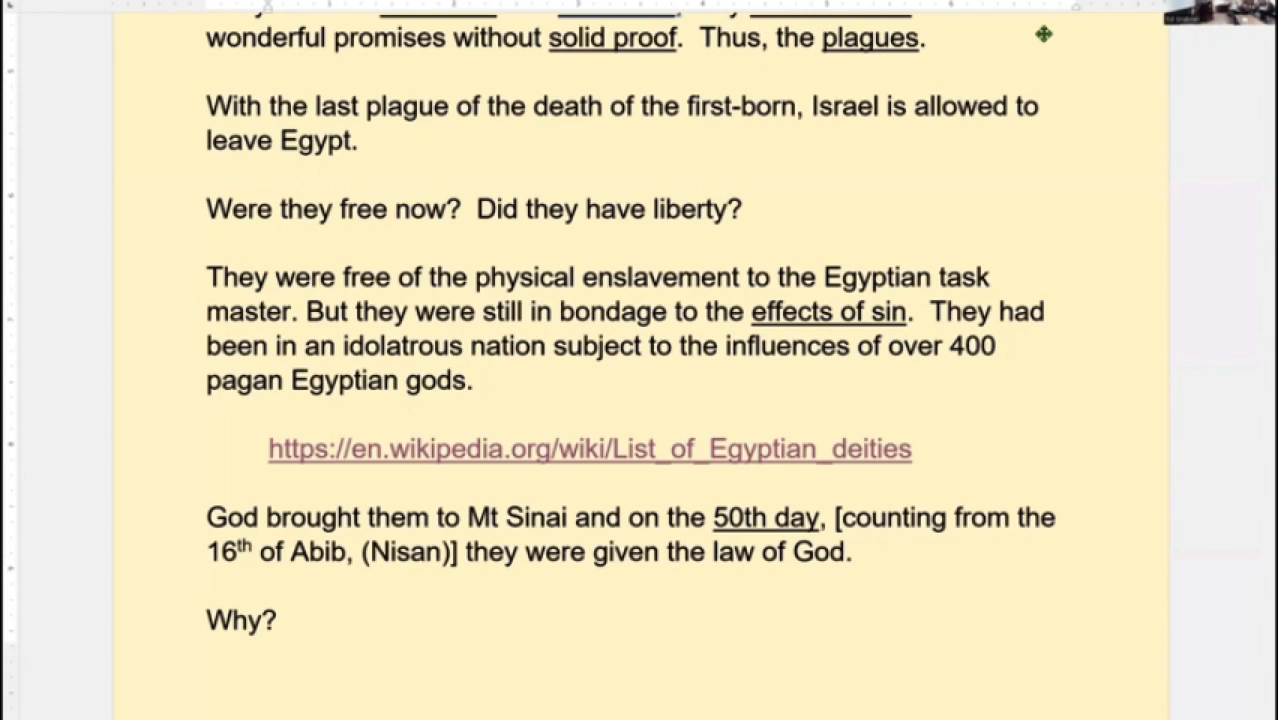 wonderful promises without solid proof.  Thus, the plagues.
With the last plague of the death of the first-born, Israel is allowed to
leave Egypt.
Were they free now?  Did they have liberty?
They were free of the physical enslavement to the Egyptian task
master. But they were still in bondage to the effects of sin.  They had
been in an idolatrous nation subject to the influences of over 400
pagan Egyptian gods.
https://en.wikipedia.org/wiki/List_of_Egyptian_deities
God brought them to Mt Sinai and on the 50th day, [counting from the
16th of Abib, (Nisan)] they were given the law of God.
Why?